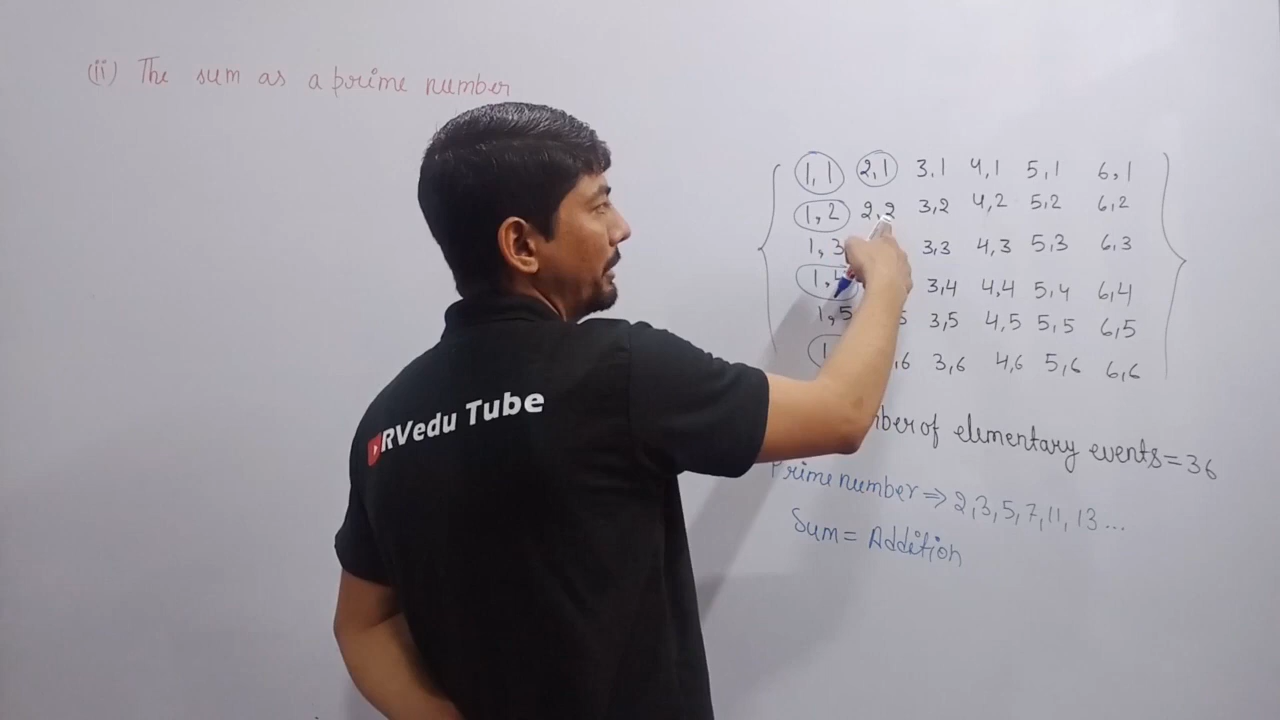 (ii) The sum as a prime number
1,1 2,1 3,1 4,1 5,1 6,1
1,2 2,2 3,2 4,2 5,2 6,2
1,3 3,3 4,3 5,3 6,3
1,4 3,4 4,4 5,4 6,4
1,5 5 3,5 4,5 5,5 6,5
1, ,6 3,6 4,6 5,6 6,6
of elementary events = 36
Prime number ⇒ 2,3,5,7,11,13...
Sum = Addition
RVedu Tube